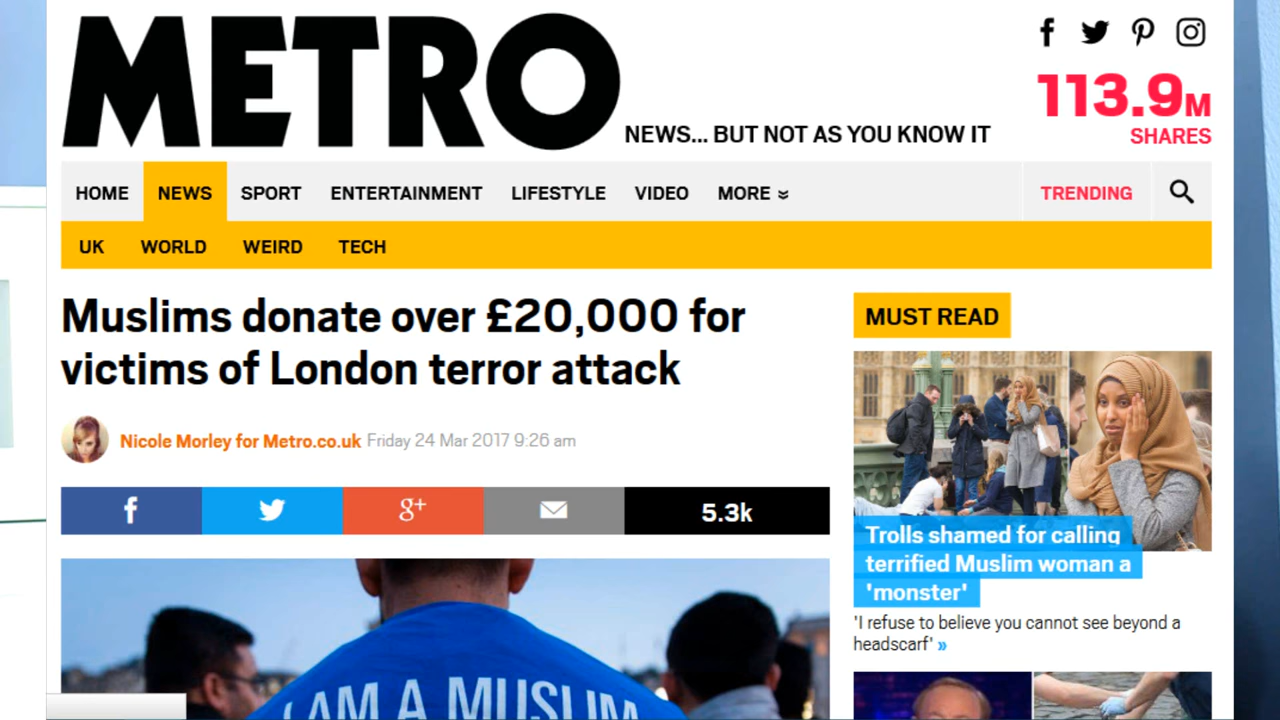 METRO
NEWS... BUT NOT AS YOU KNOW IT
113.9M
SHARES
HOME NEWS SPORT ENTERTAINMENT LIFESTYLE VIDEO MORE TRENDING
UK WORLD WEIRD TECH
Muslims donate over £20,000 for
victims of London terror attack
Nicole Morley for Metro.co.uk Friday 24 Mar 2017 9:26 am
f g+ 5.3k
I AM A MUSLIM
MUST READ
Trolls shamed for calling
terrified Muslim woman a
'monster'
'I refuse to believe you cannot see beyond a
headscarf' »